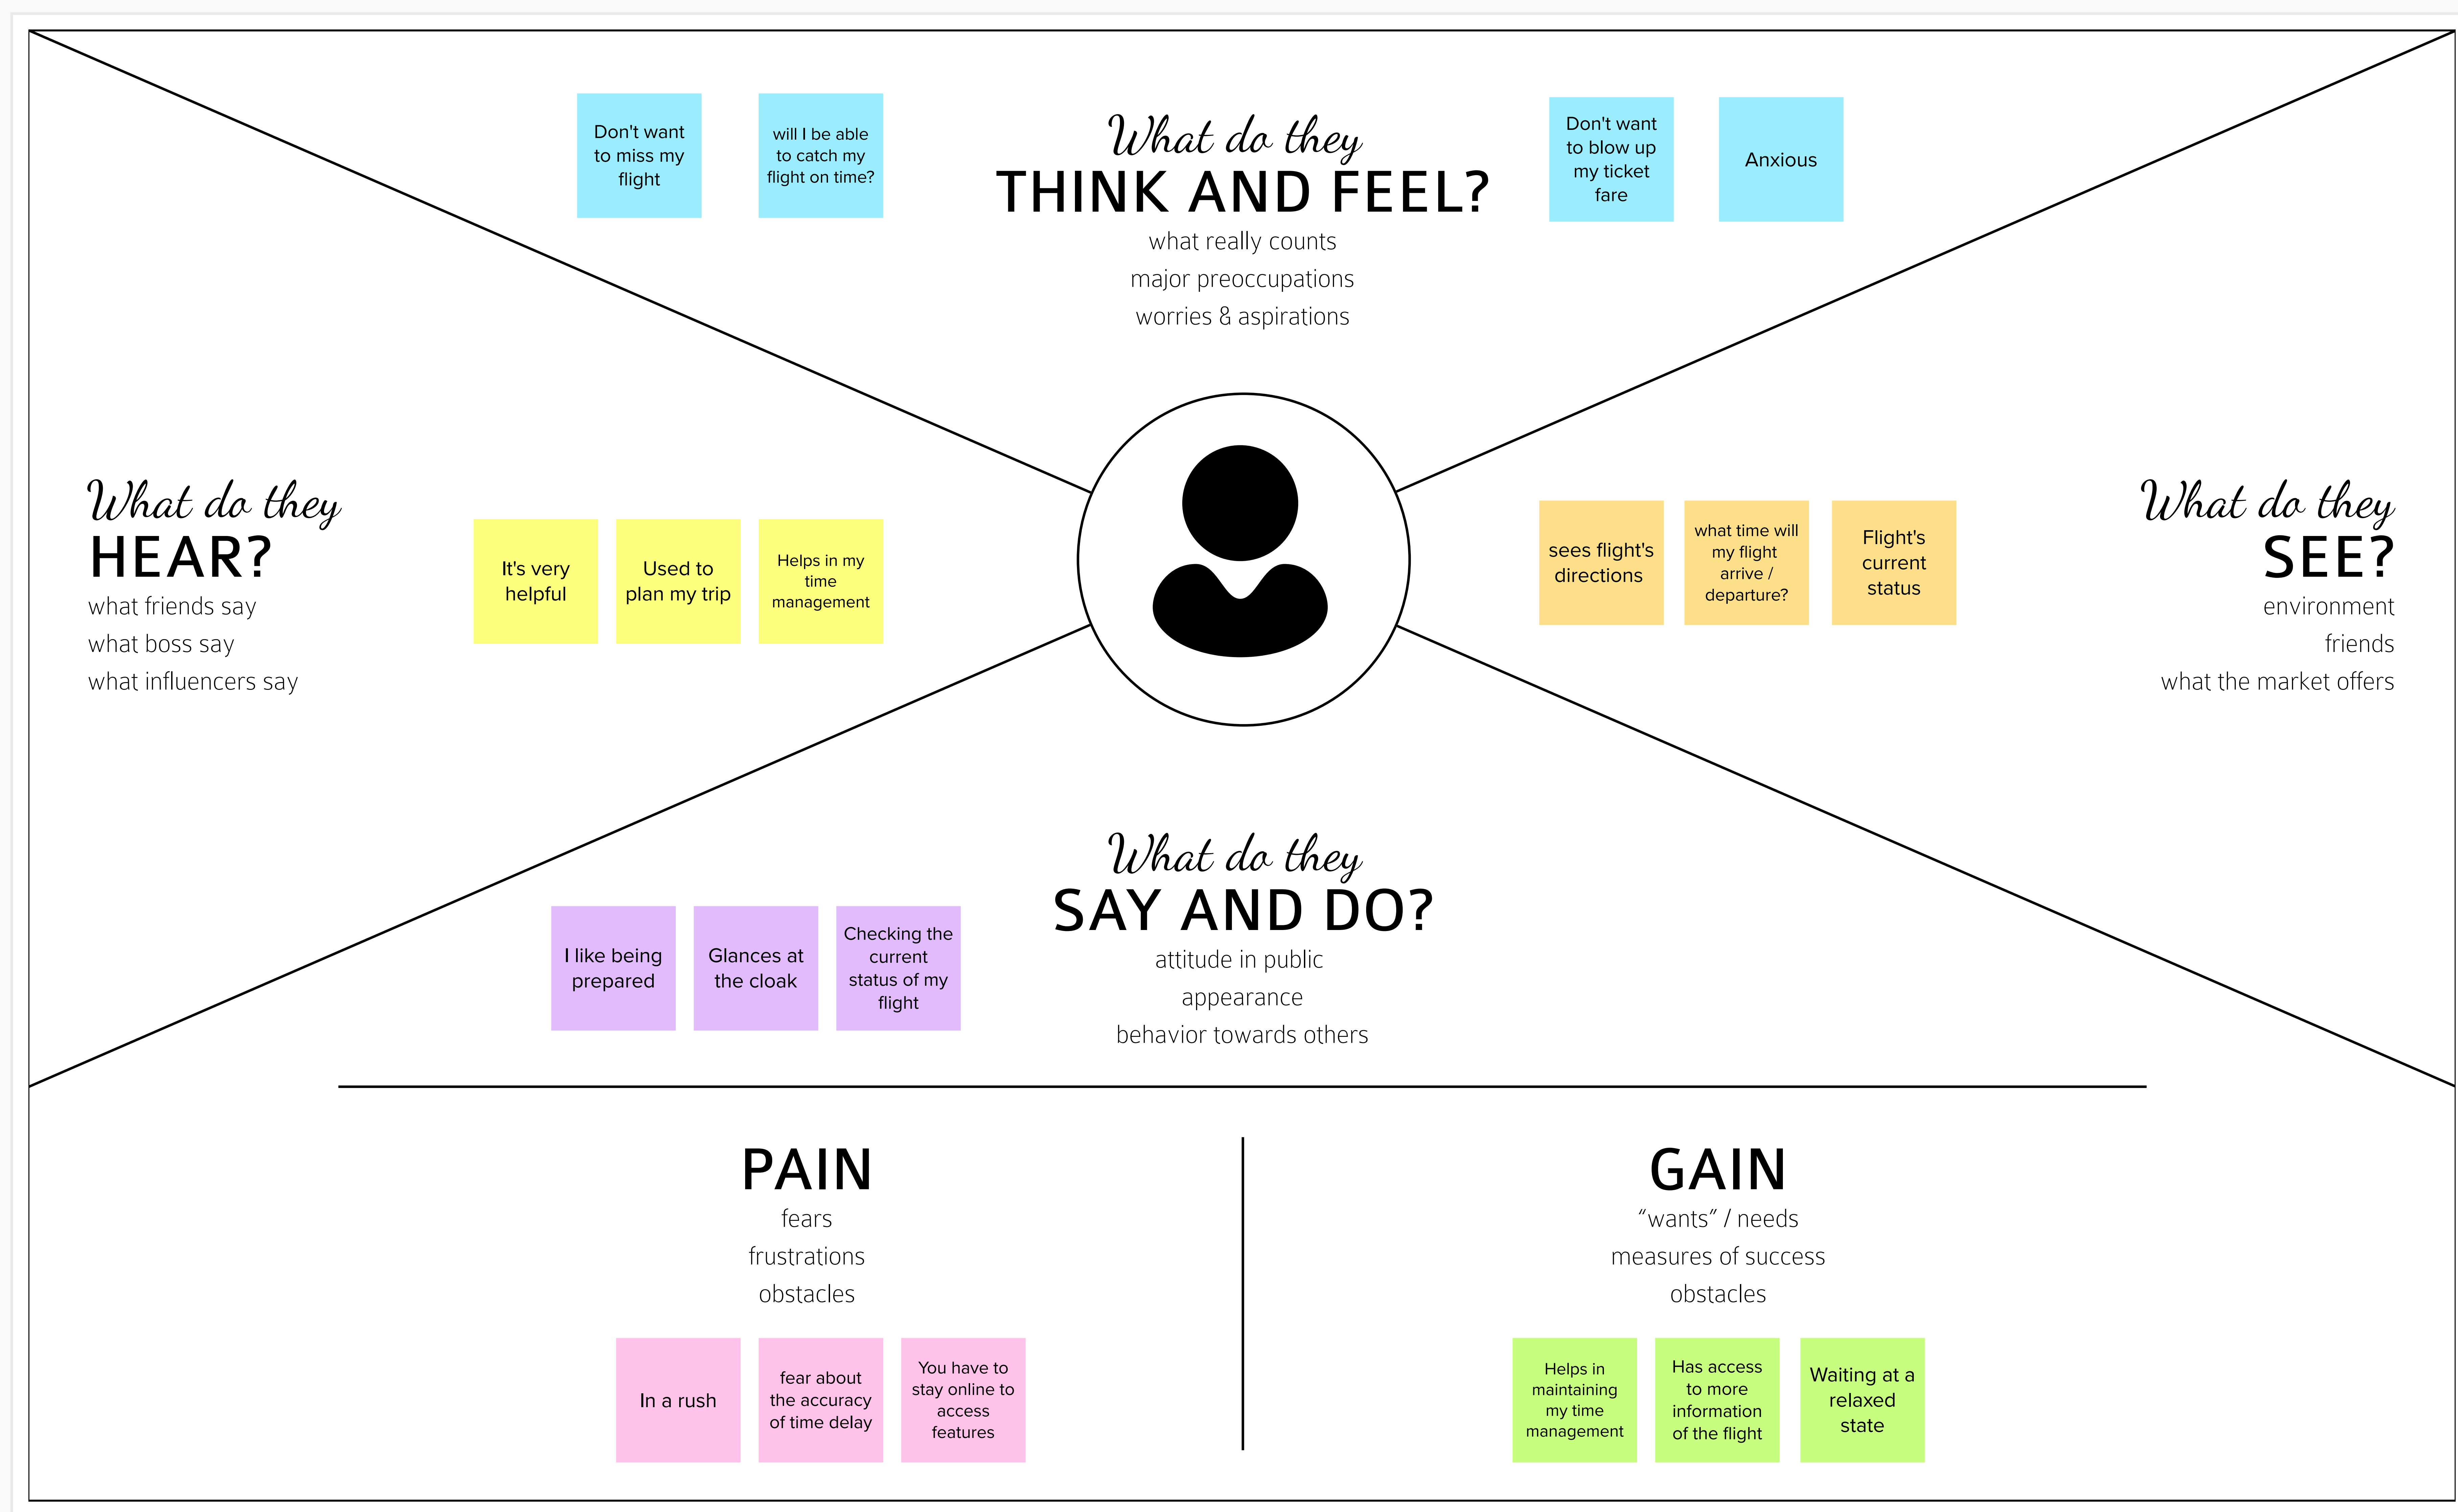 Don't want
to miss my
flight
will I be able
to catch my
flight on time?
What do they
THINK AND FEEL?
what really counts
major preoccupations
worries & aspirations
Don't want
to blow up
my ticket
fare
Anxious
What do they
HEAR?
what friends say
what boss say
what influencers say
It's very
helpful
Used to
plan my trip
Helps in my
time
management
sees flight's
directions
what time will
my flight
arrive /
departure?
Flight's
current
status
What do they
SEE?
environment
friends
what the market offers
I like being
prepared
Glances at
the cloak
Checking the
current
status of my
flight
What do they
SAY AND DO?
attitude in public
appearance
behavior towards others
PAIN
fears
frustrations
obstacles
In a rush
fear about
the accuracy
of time delay
You have to
stay online to
access
features
GAIN
“wants” / needs
measures of success
obstacles
Helps in
maintaining
my time
management
Has access
to more
information
of the flight
Waiting at a
relaxed
state